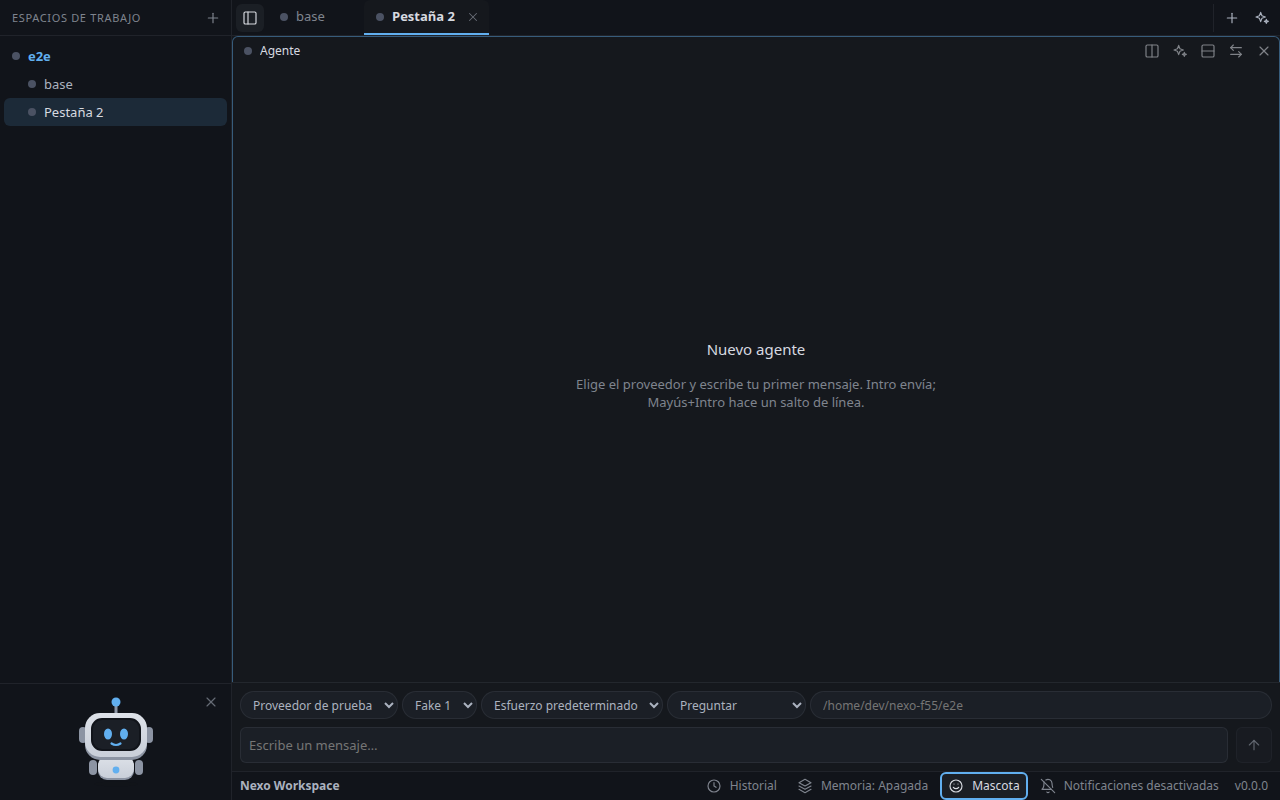 ESPACIOS DE TRABAJO
base
Pestaña 2
e2e
base
Pestaña 2
Agente
Nuevo agente
Elige el proveedor y escribe tu primer mensaje. Intro envía;
Mayús+Intro hace un salto de línea.
Proveedor de prueba
Fake 1
Esfuerzo predeterminado
Preguntar
/home/dev/nexo-f55/e2e
Escribe un mensaje...
Nexo Workspace
Historial
Memoria: Apagada
Mascota
Notificaciones desactivadas
v0.0.0